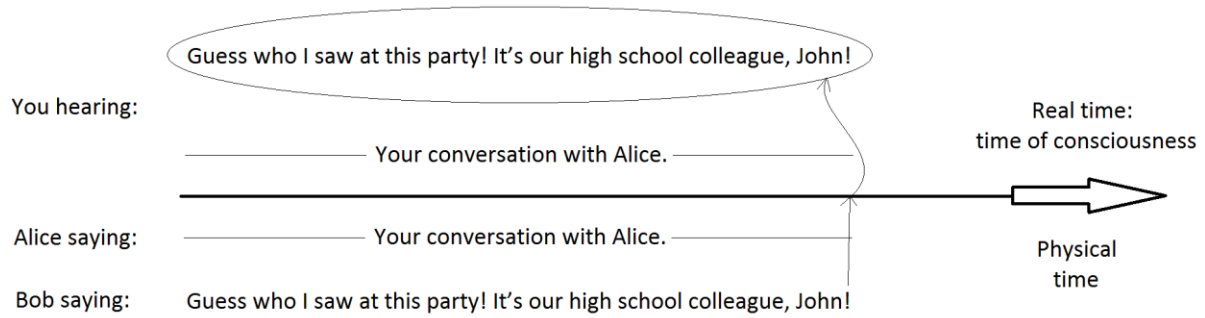 Guess who I saw at this party! It’s our high school colleague, John!
You hearing:
Real time:
time of consciousness
Your conversation with Alice.
Alice saying:
Your conversation with Alice.
Physical
time
Bob saying:
Guess who I saw at this party! It’s our high school colleague, John!